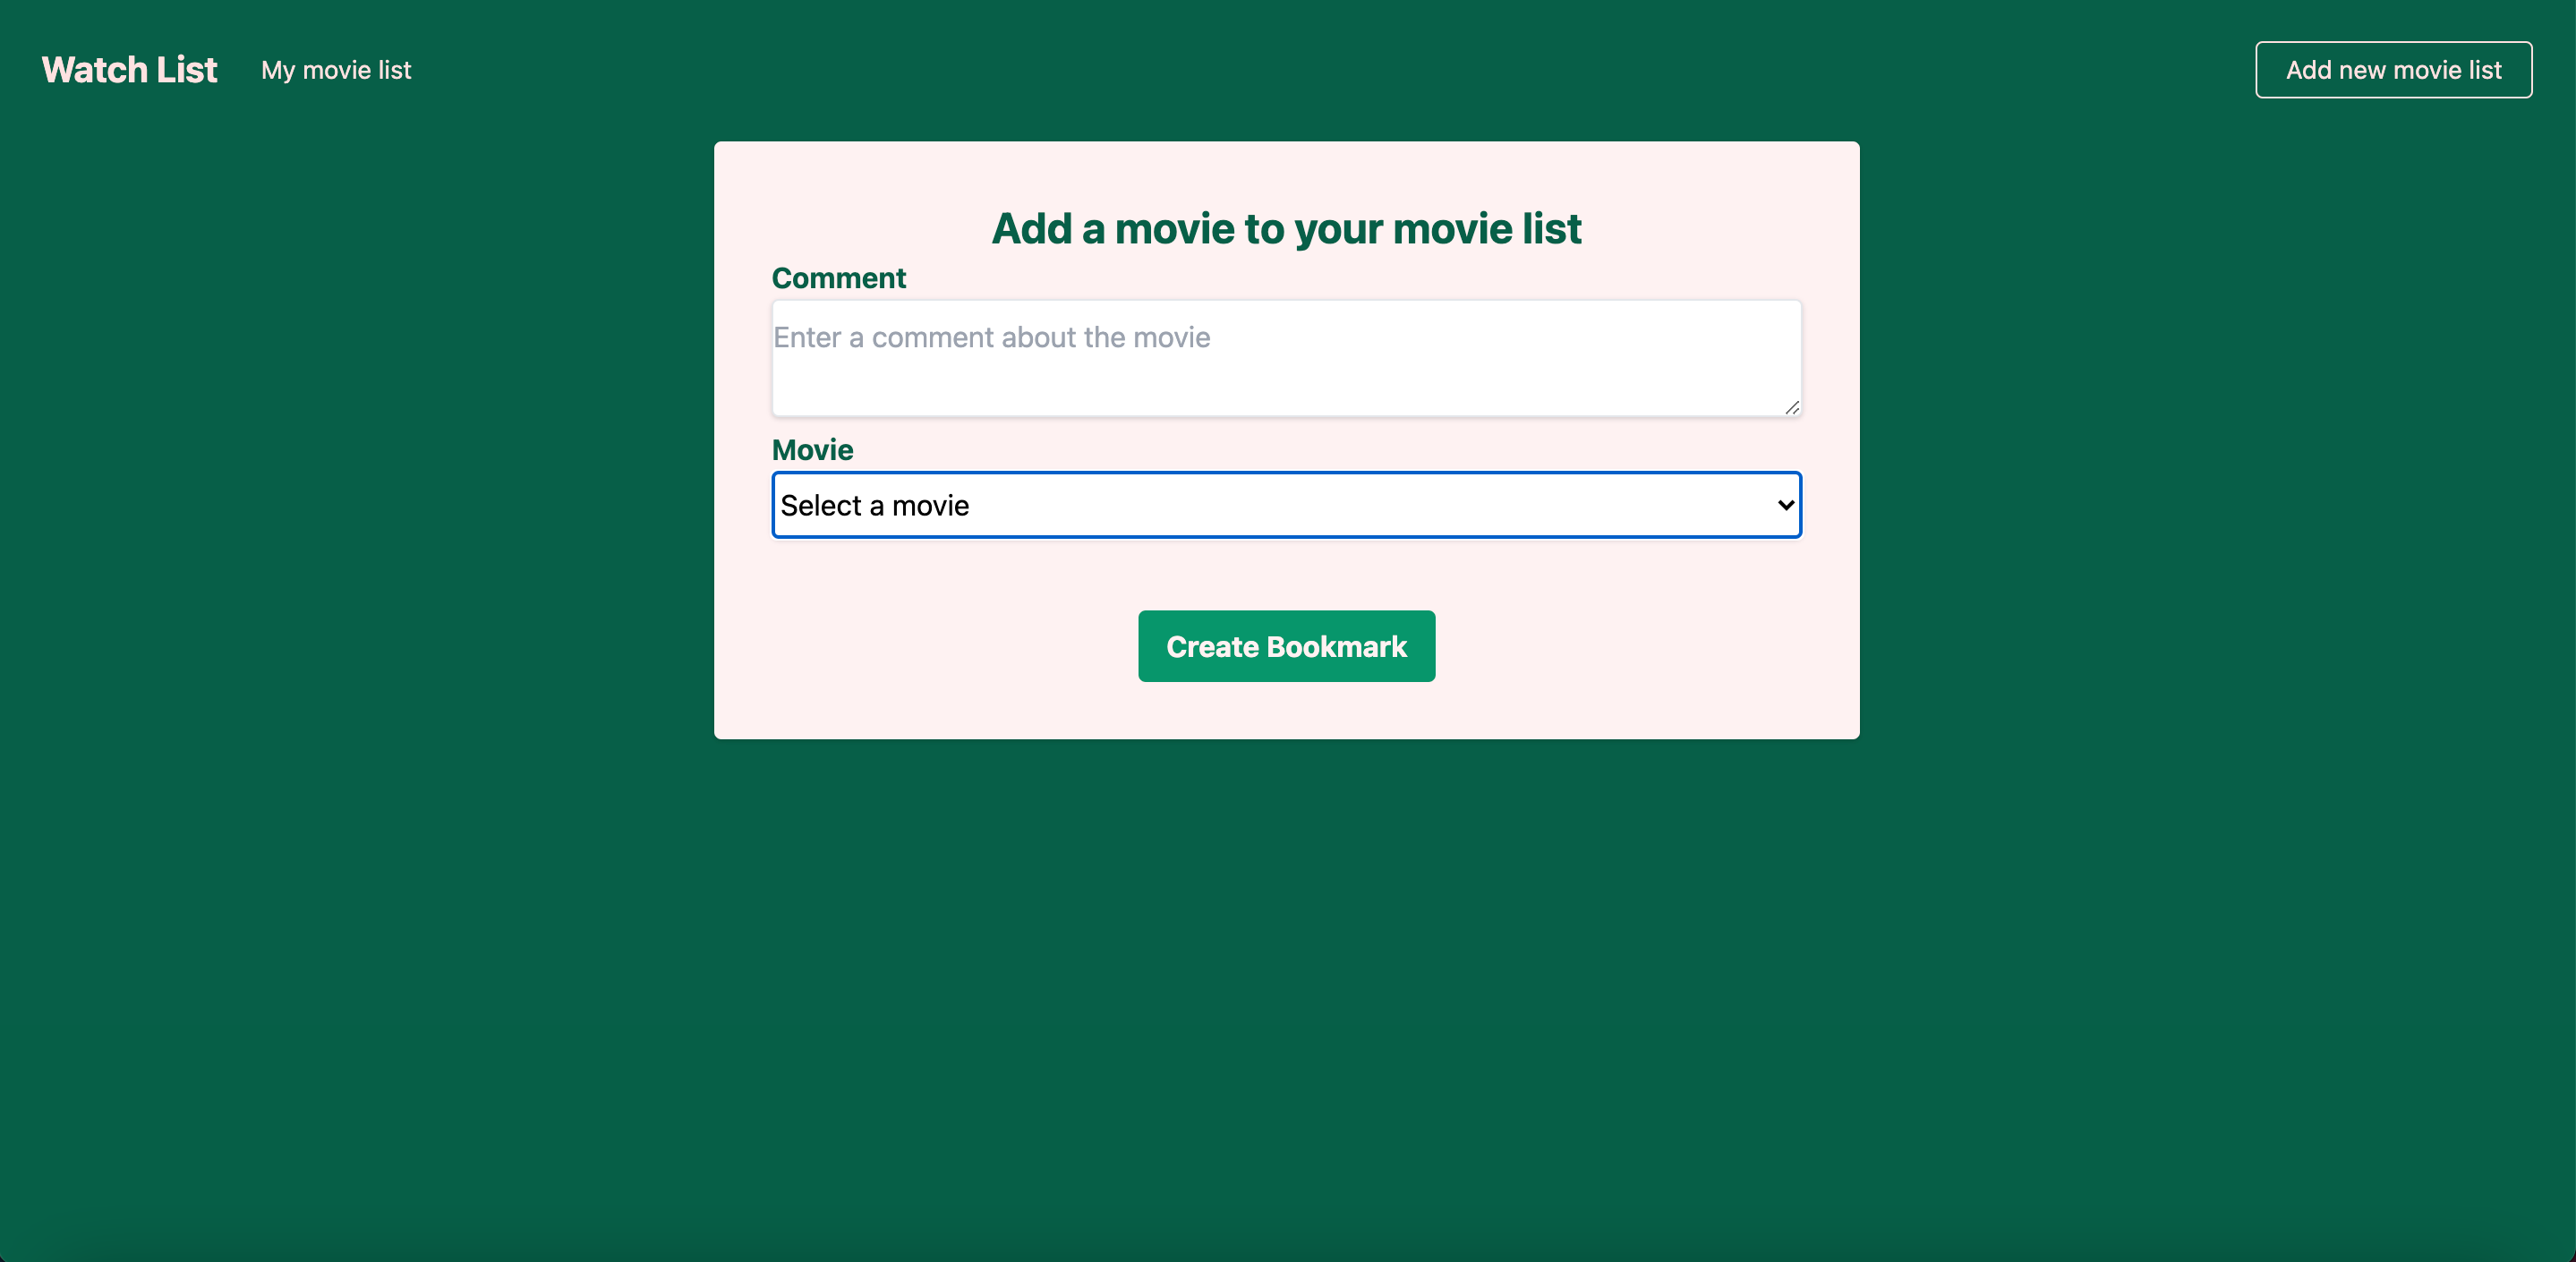 Watch List
My movie list
Add new movie list
Add a movie to your movie list
Comment
Enter a comment about the movie
Movie
Select a movie
Create Bookmark